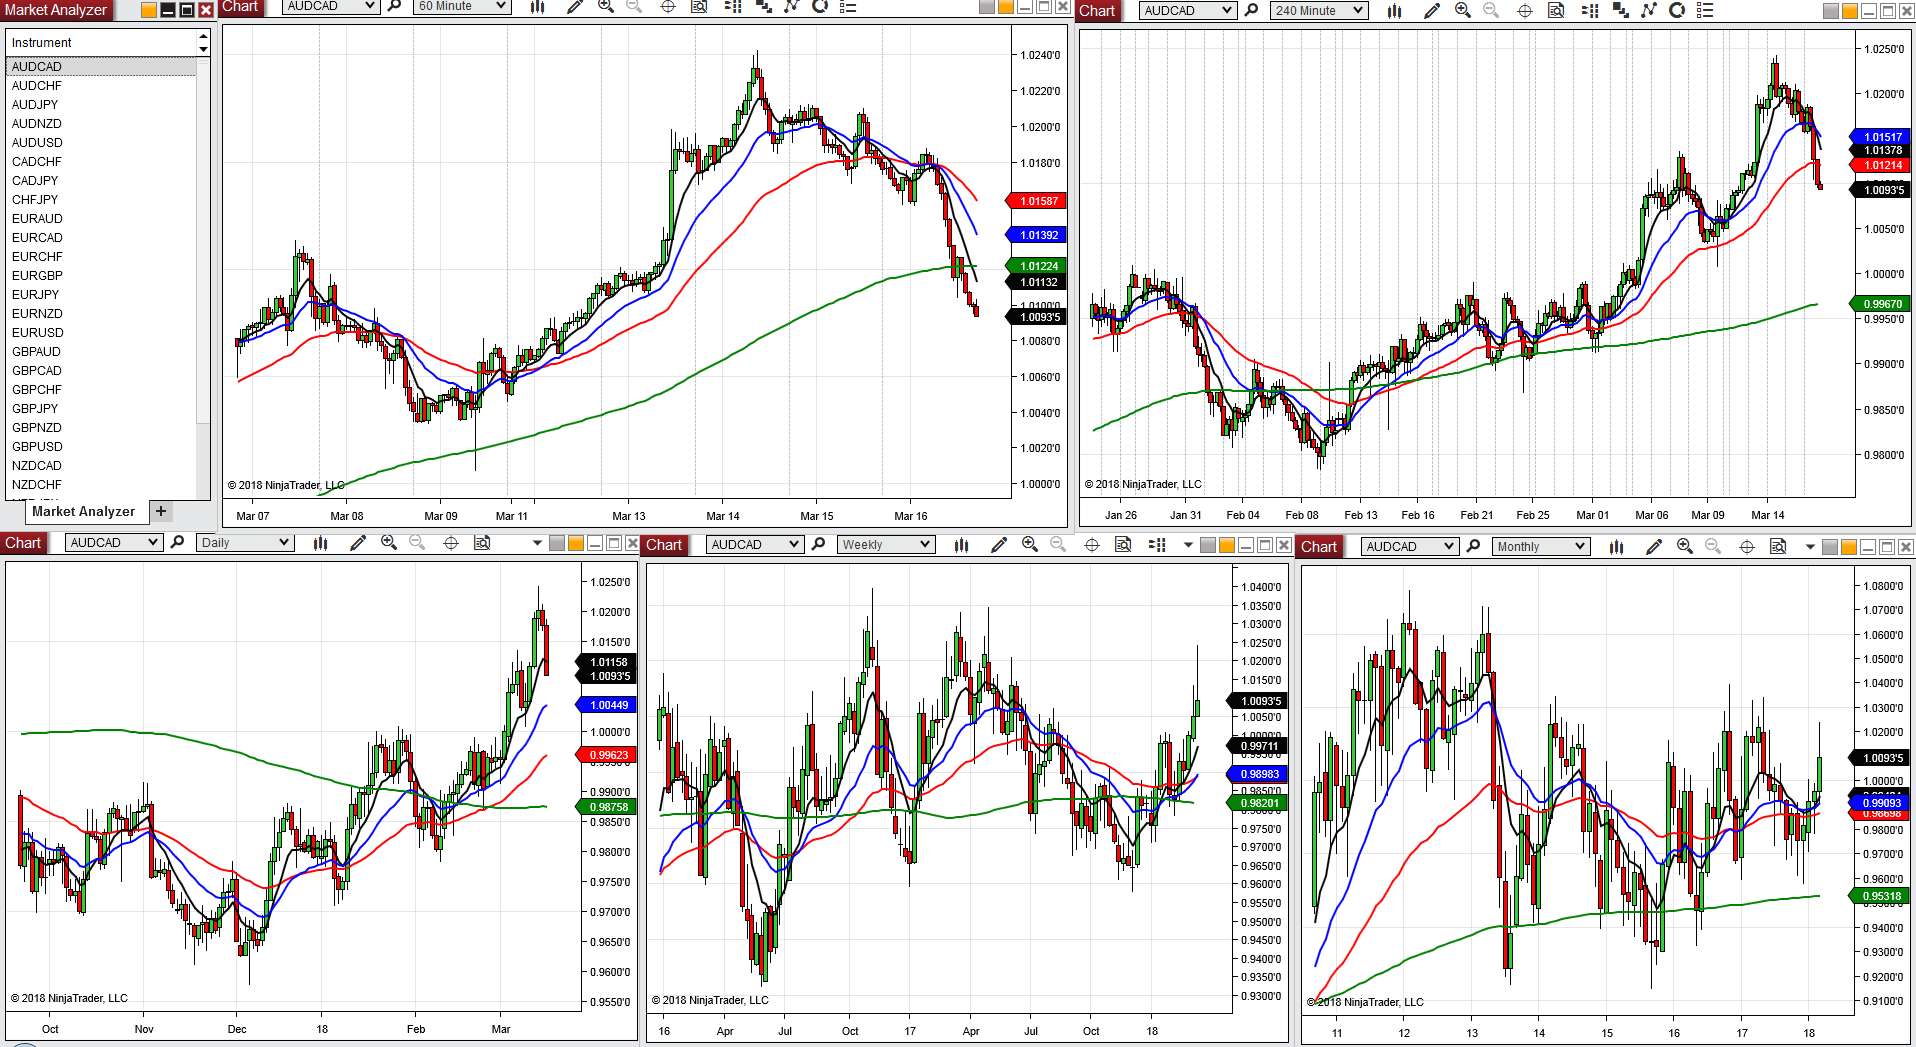 Market Analyzer
Instrument
AUDCAD
AUDCHF
AUDJPY
AUDNZD
AUDUSD
CADCHF
CADJPY
CHFJPY
EURAUD
EURCAD
EURCHF
EURGBP
EURJPY
EURNZD
EURUSD
GBPAUD
GBPCAD
GBPCHF
GBPJPY
GBPNZD
GBPUSD
NZDCAD
NZDCHF
Market Analyzer +
Chart AUDCAD 60 Minute
1.0240'0
1.0220'0
1.0200'0
1.0180'0
1.01587
1.01392
1.01224
1.01132
1.0100'0
1.0093'5
1.0080'0
1.0060'0
1.0040'0
1.0020'0
1.0000'0
© 2018 NinjaTrader, LLC
Mar 07 Mar 08 Mar 09 Mar 11 Mar 13 Mar 14 Mar 15 Mar 16
Chart AUDCAD 240 Minute
1.0250'0
1.0200'0
1.01517
1.01378
1.01214
1.0093'5
1.0050'0
1.0000'0
0.99670
0.9950'0
0.9900'0
0.9850'0
0.9800'0
© 2018 NinjaTrader, LLC
Jan 26 Jan 31 Feb 04 Feb 08 Feb 13 Feb 16 Feb 21 Feb 25 Mar 01 Mar 06 Mar 09 Mar 14
Chart AUDCAD Daily
1.0250'0
1.0200'0
1.0150'0
1.01158
1.0093'5
1.00449
1.0000'0
0.99623
0.9900'0
0.98758
0.9850'0
0.9800'0
0.9750'0
0.9700'0
0.9650'0
0.9600'0
0.9550'0
© 2018 NinjaTrader, LLC
Oct Nov Dec 18 Feb Mar
Chart AUDCAD Weekly
1.0400'0
1.0350'0
1.0300'0
1.0250'0
1.0200'0
1.0150'0
1.0093'5
1.0050'0
0.99711
0.98983
0.98201
0.9750'0
0.9700'0
0.9650'0
0.9600'0
0.9550'0
0.9500'0
0.9450'0
0.9400'0
0.9350'0
0.9300'0
© 2018 NinjaTrader, LLC
16 Apr Jul Oct 17 Apr Jul Oct 18
Chart AUDCAD Monthly
1.0800'0
1.0700'0
1.0600'0
1.0500'0
1.0400'0
1.0300'0
1.0200'0
1.0093'5
1.0000'0
0.99093
0.98698
0.9800'0
0.9700'0
0.9600'0
0.95318
0.9400'0
0.9300'0
0.9200'0
0.9100'0
© 2018 NinjaTrader, LLC
11 12 13 14 15 16 17 18